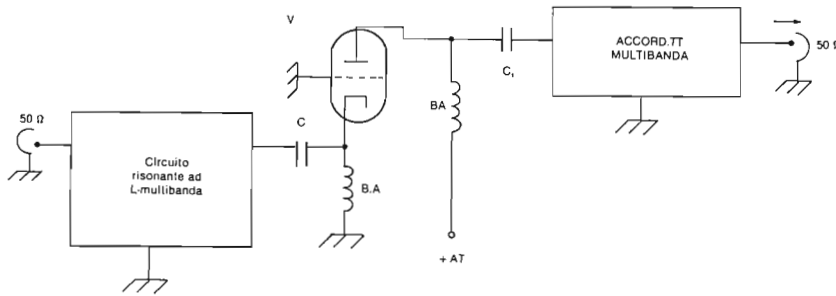 50 Ω
CIrcuito
risonante ad
L-multibanda
C
B.A
V
BA
+ AT
C₁
ACCORD.TT
MULTIBANDA
50 Ω